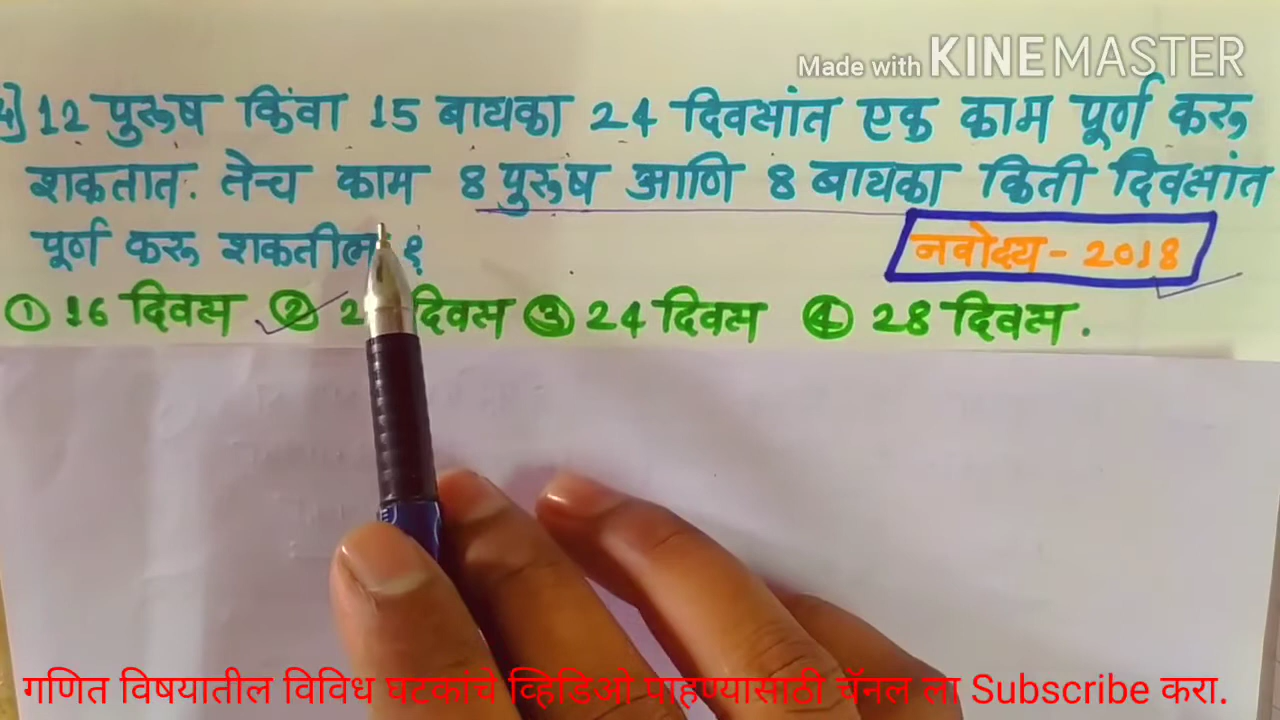 Made with KINEMASTER
५] 12 पुरूष किंवा 15 बायका 24 दिवसांत एक काम पूर्ण करू
शकतात. तेच काम 8 पुरूष आणि 8 बायका किती दिवसांत
पूर्ण करू शकतील ?
नवोदय - 2018
① 16 दिवस ② दिवस ③ 24 दिवस ④ 28 दिवस.
गणित विषयातील विविध घटकांचे व्हिडिओ पाहण्यासाठी चॅनल ला Subscribe करा.